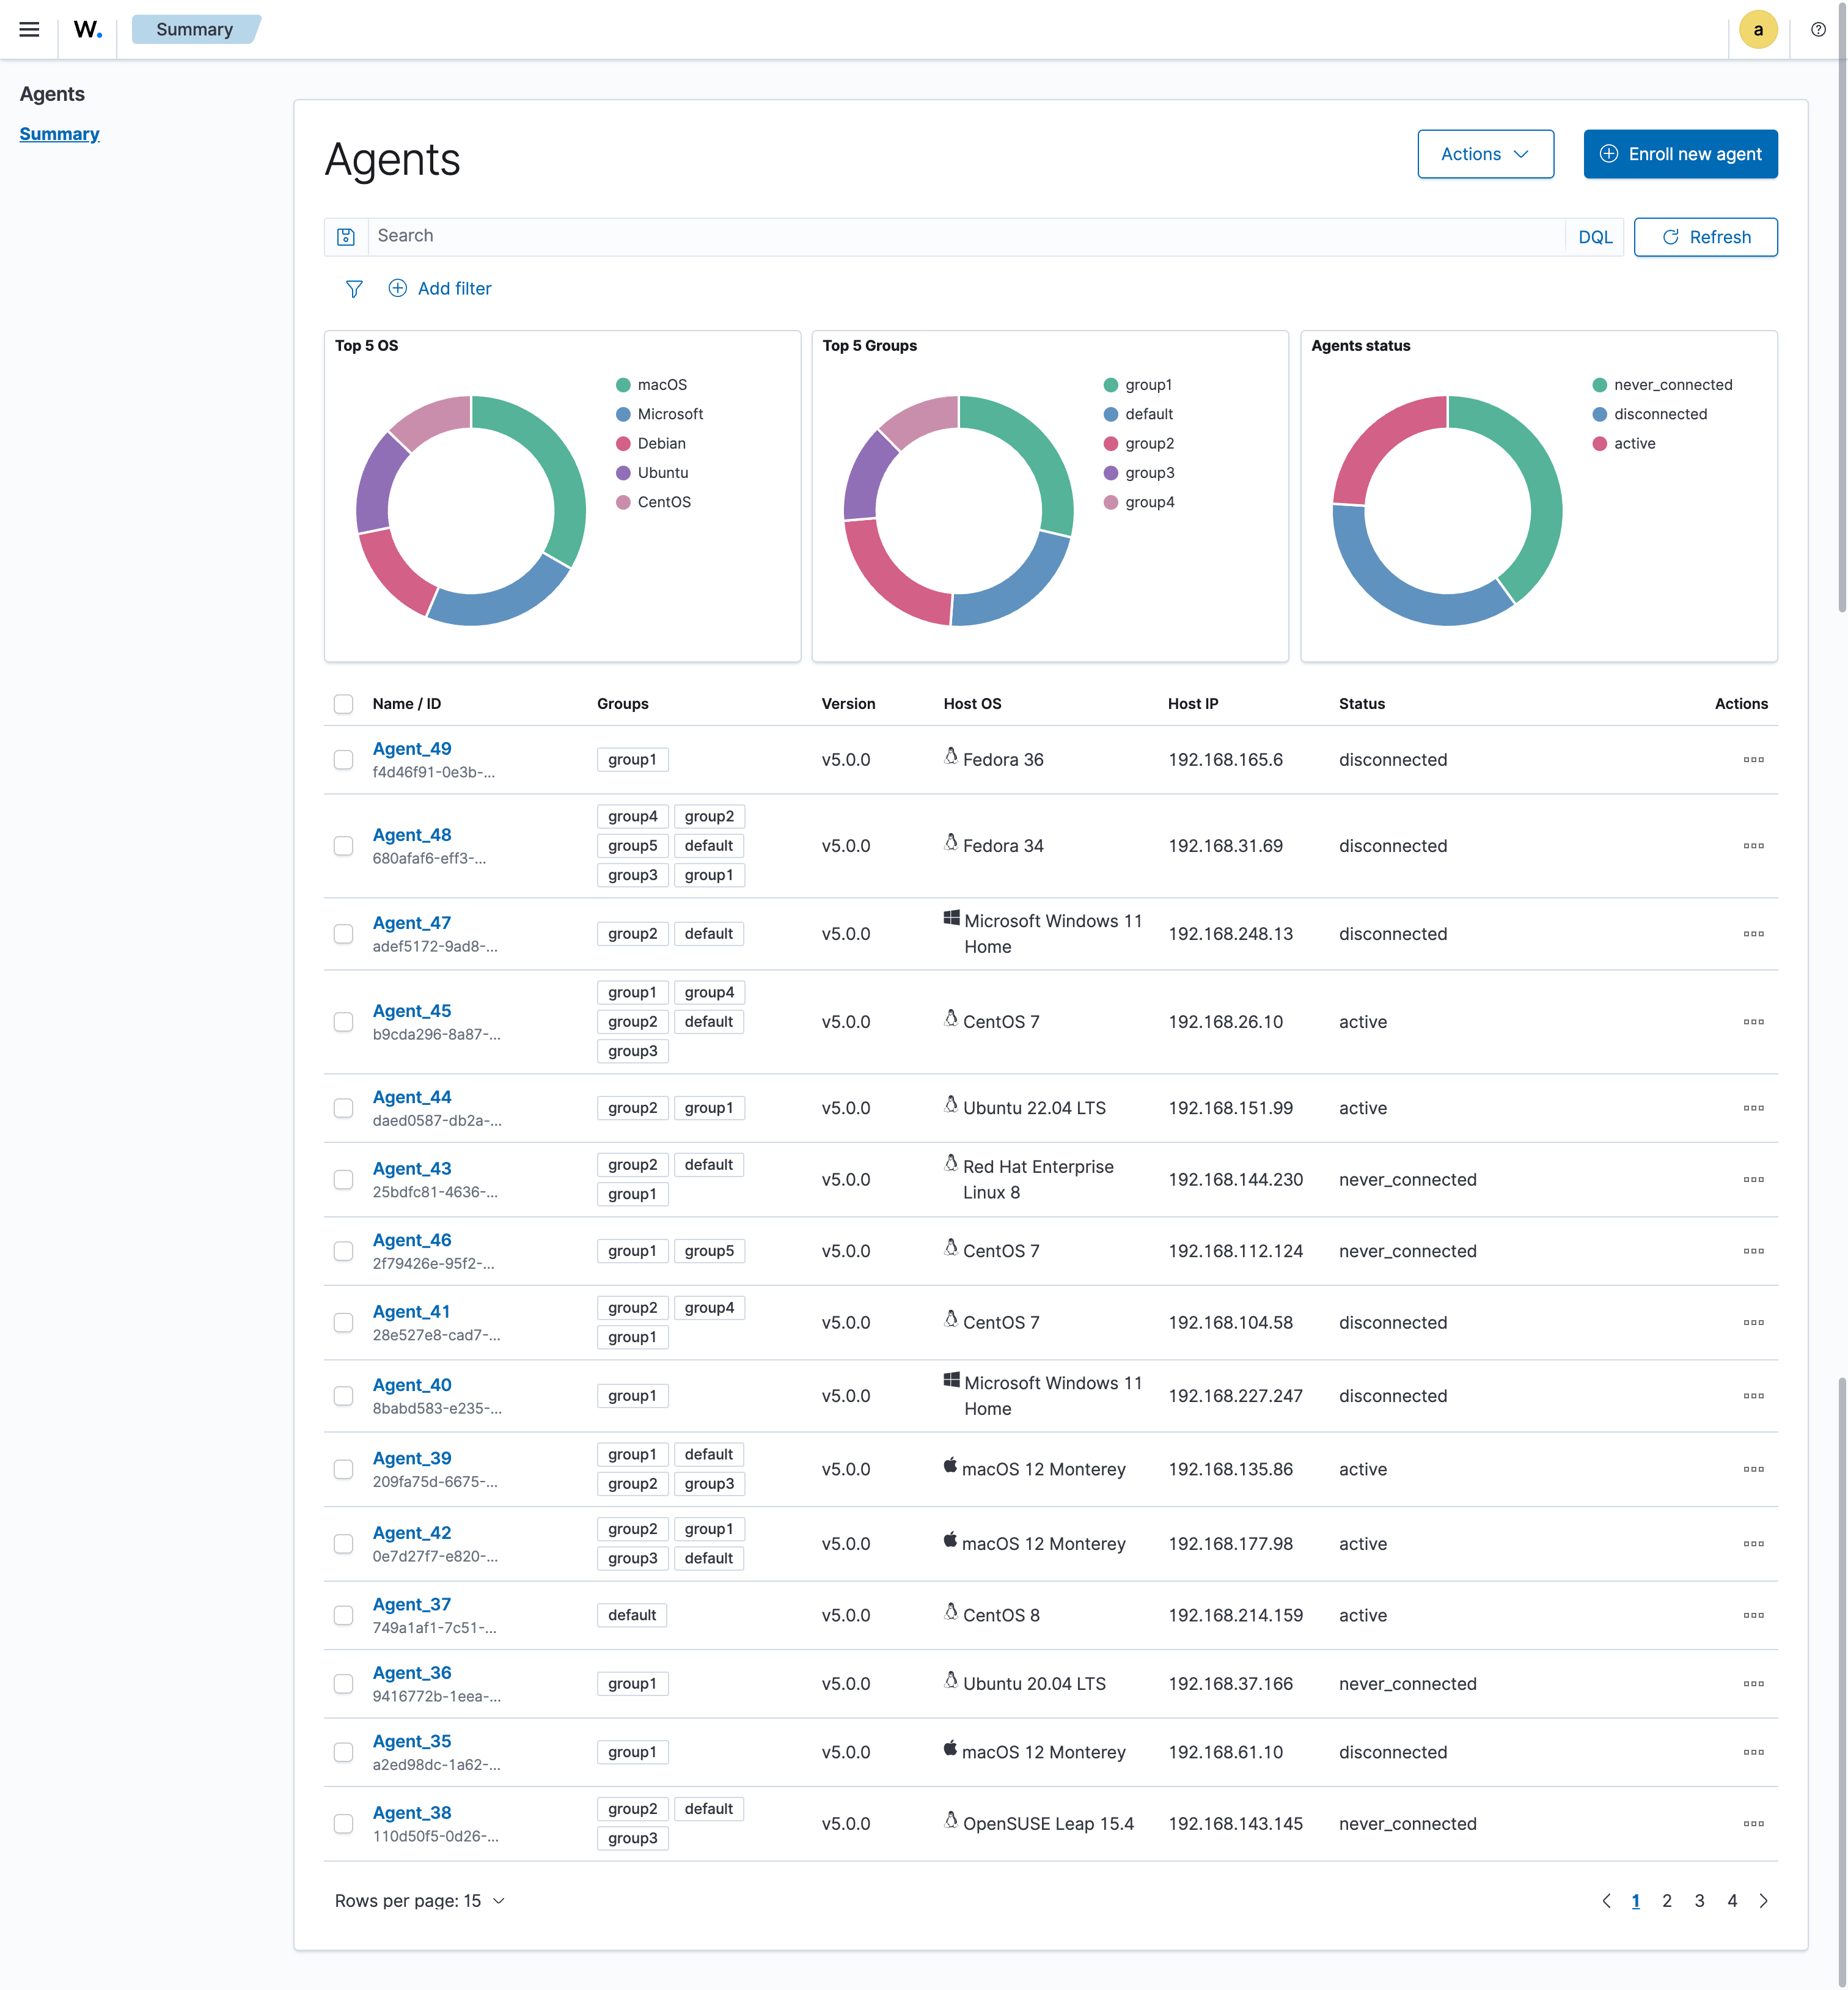 W.
Summary
a
Agents
Summary
Agents
Actions
Enroll new agent
Search
DQL
Refresh
Add filter
Top 5 OS
macOS
Microsoft
Debian
Ubuntu
CentOS
Top 5 Groups
group1
default
group2
group3
group4
Agents status
never_connected
disconnected
active
Name / ID Groups Version Host OS Host IP Status Actions
Agent_49
f4d46f91-0e3b-...
group1
v5.0.0 Fedora 36 192.168.165.6 disconnected
Agent_48
680afaf6-eff3-...
group4 group2
group5 default
group3 group1
v5.0.0 Fedora 34 192.168.31.69 disconnected
Agent_47
adef5172-9ad8-...
group2 default
v5.0.0 Microsoft Windows 11
Home
192.168.248.13 disconnected
Agent_45
b9cda296-8a87-...
group1 group4
group2 default
group3
v5.0.0 CentOS 7 192.168.26.10 active
Agent_44
daed0587-db2a-...
group2 group1
v5.0.0 Ubuntu 22.04 LTS 192.168.151.99 active
Agent_43
25bdfc81-4636-...
group2 default
group1
v5.0.0 Red Hat Enterprise
Linux 8
192.168.144.230 never_connected
Agent_46
2f79426e-95f2-...
group1 group5
v5.0.0 CentOS 7 192.168.112.124 never_connected
Agent_41
28e527e8-cad7-...
group2 group4
group1
v5.0.0 CentOS 7 192.168.104.58 disconnected
Agent_40
8babd583-e235-...
group1
v5.0.0 Microsoft Windows 11
Home
192.168.227.247 disconnected
Agent_39
209fa75d-6675-...
group1 default
group2 group3
v5.0.0 macOS 12 Monterey 192.168.135.86 active
Agent_42
0e7d27f7-e820-...
group2 group1
group3 default
v5.0.0 macOS 12 Monterey 192.168.177.98 active
Agent_37
749a1af1-7c51-...
default
v5.0.0 CentOS 8 192.168.214.159 active
Agent_36
9416772b-1eea-...
group1
v5.0.0 Ubuntu 20.04 LTS 192.168.37.166 never_connected
Agent_35
a2ed98dc-1a62-...
group1
v5.0.0 macOS 12 Monterey 192.168.61.10 disconnected
Agent_38
110d50f5-0d26-...
group2 default
group3
v5.0.0 OpenSUSE Leap 15.4 192.168.143.145 never_connected
Rows per page: 15
1 2 3 4